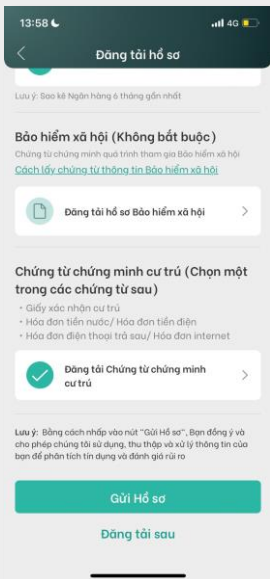 13:58
4G
Đăng tải hồ sơ
Lưu ý: Sao kê Ngân hàng 6 tháng gần nhất
Bảo hiểm xã hội (Không bắt buộc)
Chứng từ chứng minh quá trình tham gia Bảo hiểm xã hội
Cách lấy chứng từ thông tin Bảo hiểm xã hội
Đăng tải hồ sơ Bảo hiểm xã hội
Chứng từ chứng minh cư trú (Chọn một
trong các chứng từ sau)
• Giấy xác nhận cư trú
• Hóa đơn tiền nước/ Hóa đơn tiền điện
• Hóa đơn điện thoại trả sau/ Hóa đơn internet
Đăng tải Chứng từ chứng minh
cư trú
Lưu ý: Bằng cách nhấp vào nút "Gửi Hồ sơ", Bạn đồng ý và
cho phép chúng tôi sử dụng, thu thập và xử lý thông tin của
bạn để phân tích tín dụng và đánh giá rủi ro
Gửi Hồ sơ
Đăng tải sau